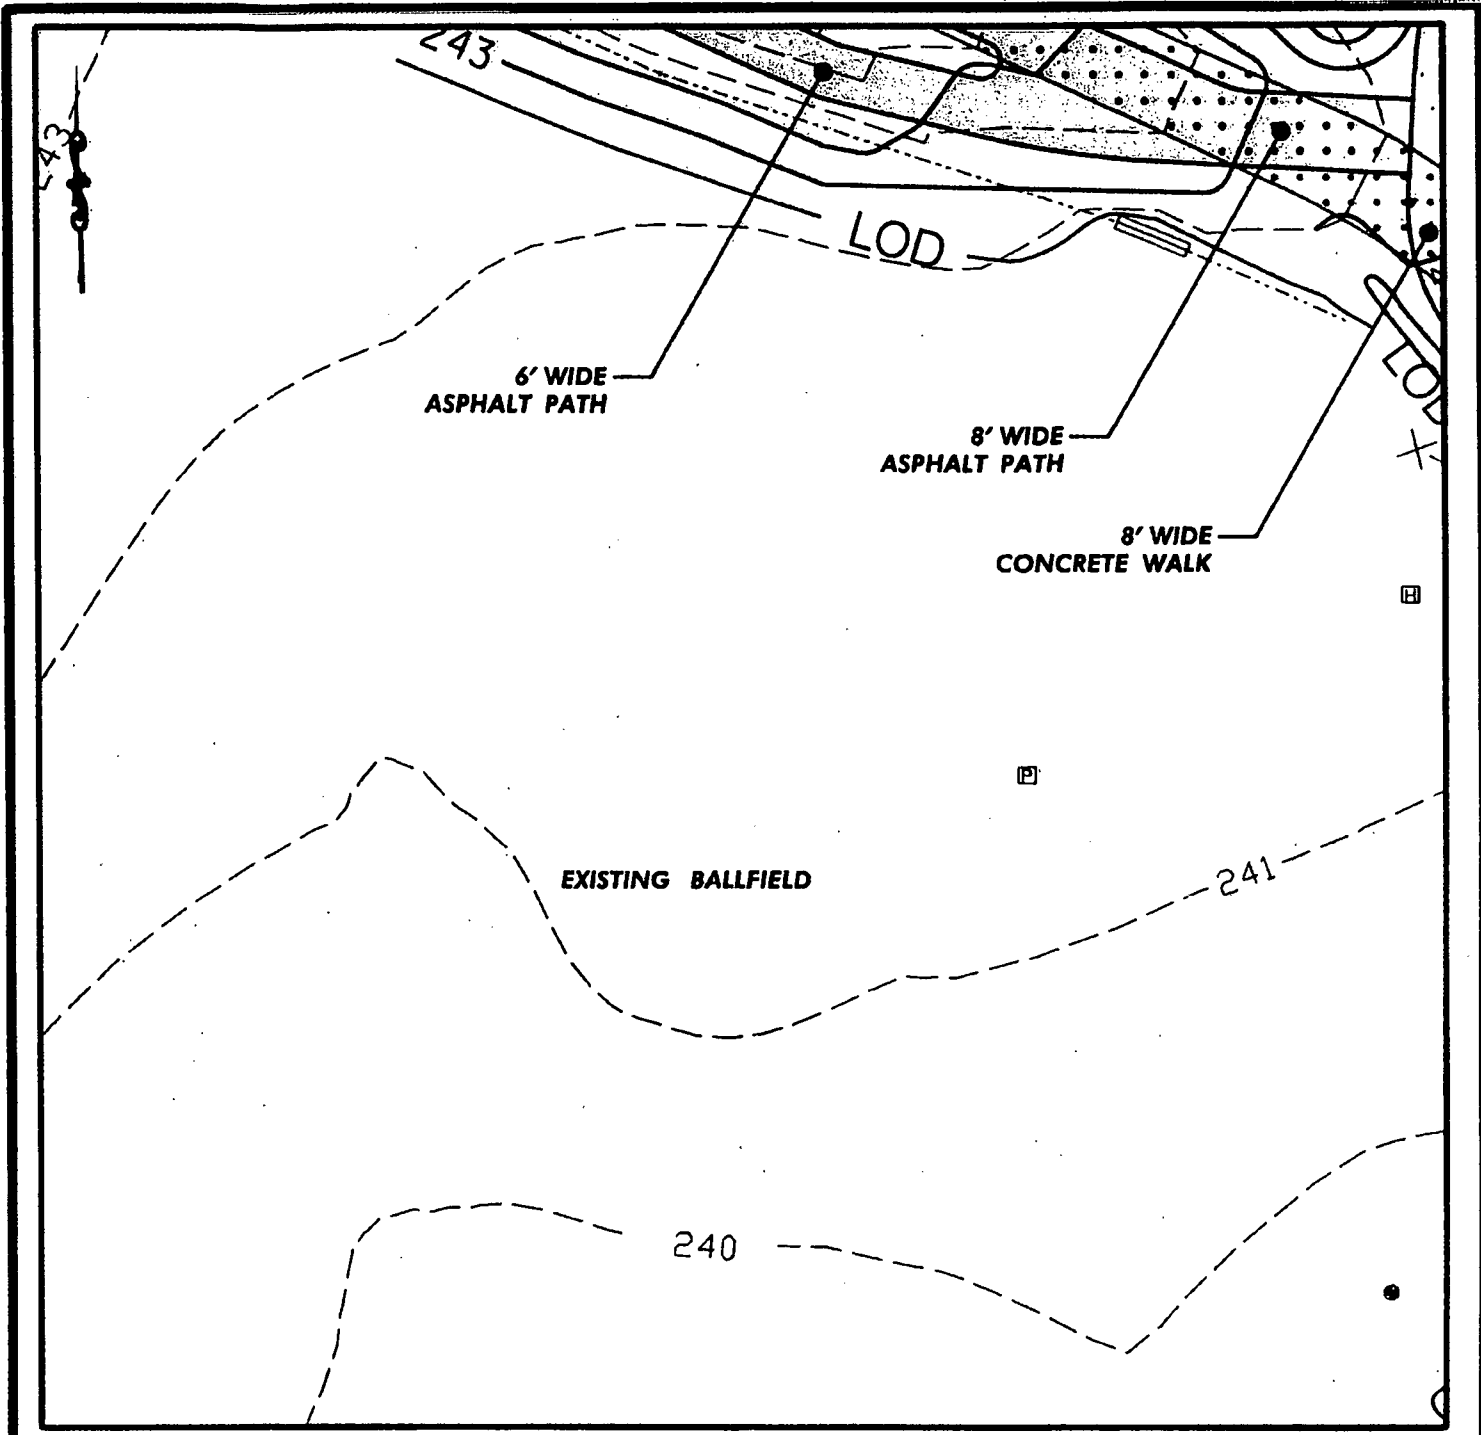 243
LOD
6' WIDE
ASPHALT PATH
8' WIDE
ASPHALT PATH
8' WIDE
CONCRETE WALK
LOD
H
P
EXISTING BALLFIELD
241
240